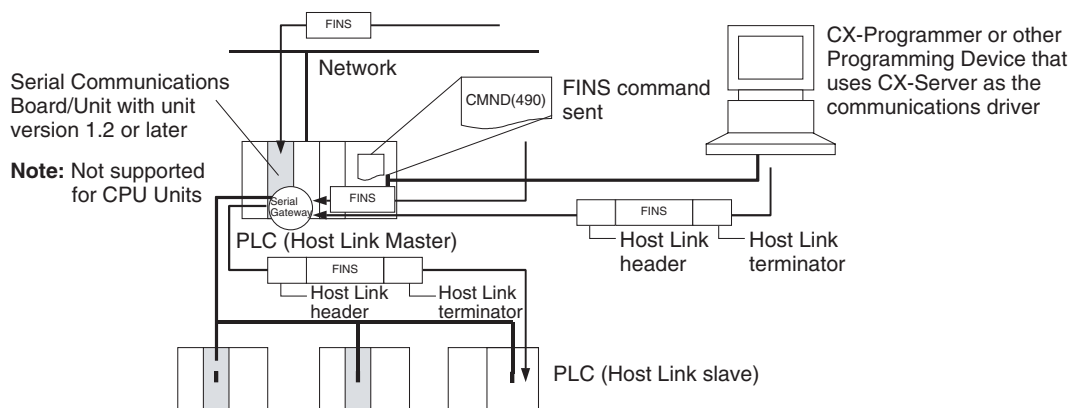 FINS
Network
Serial Communications
Board/Unit with unit
version 1.2 or later
Note: Not supported
for CPU Units
CMND(490)
FINS command
sent
CX-Programmer or other
Programming Device that
uses CX-Server as the
communications driver
FINS
Serial
Gateway
FINS
Host Link
header
Host Link
terminator
PLC (Host Link Master)
FINS
Host Link
header
Host Link
terminator
PLC (Host Link slave)